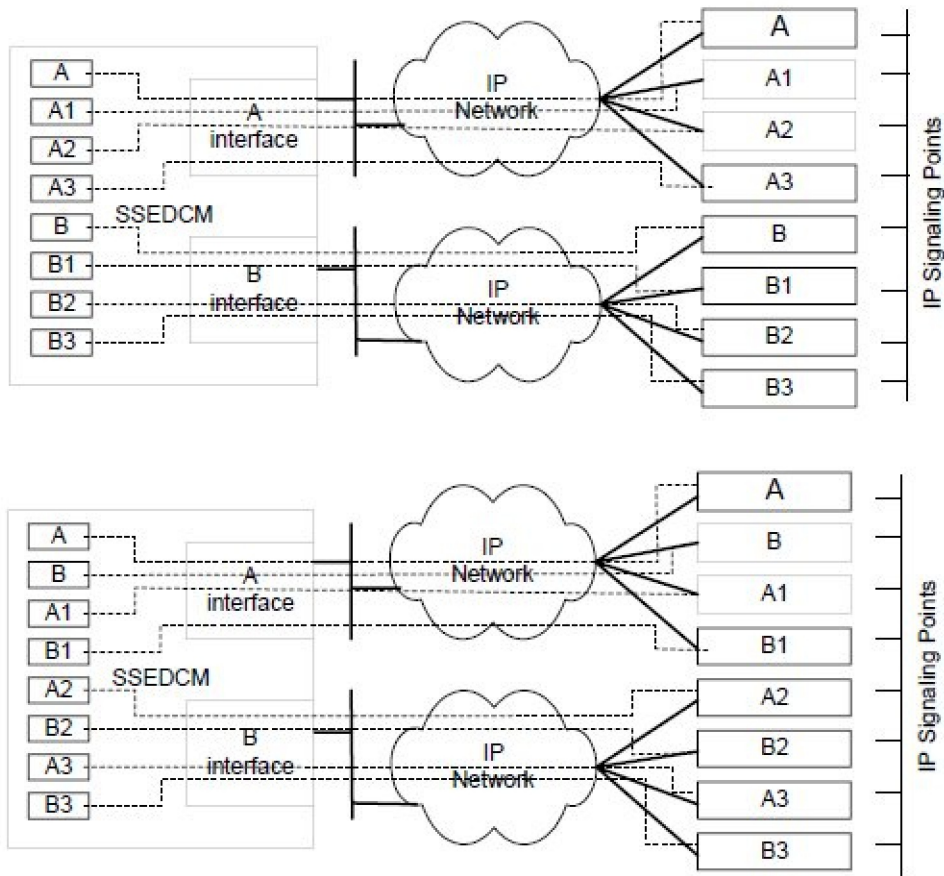 A
A1
A2
A3
B
B1
B2
B3
SSEDCM
A
interface
B
interface
IP
Network
IP
Network
A
A1
A2
A3
B
B1
B2
B3
IP Signaling Points
A
B
A1
B1
A2
B2
A3
B3
SSEDCM
A
interface
B
interface
IP
Network
IP
Network
A
B
A1
B1
A2
B2
A3
B3
IP Signaling Points